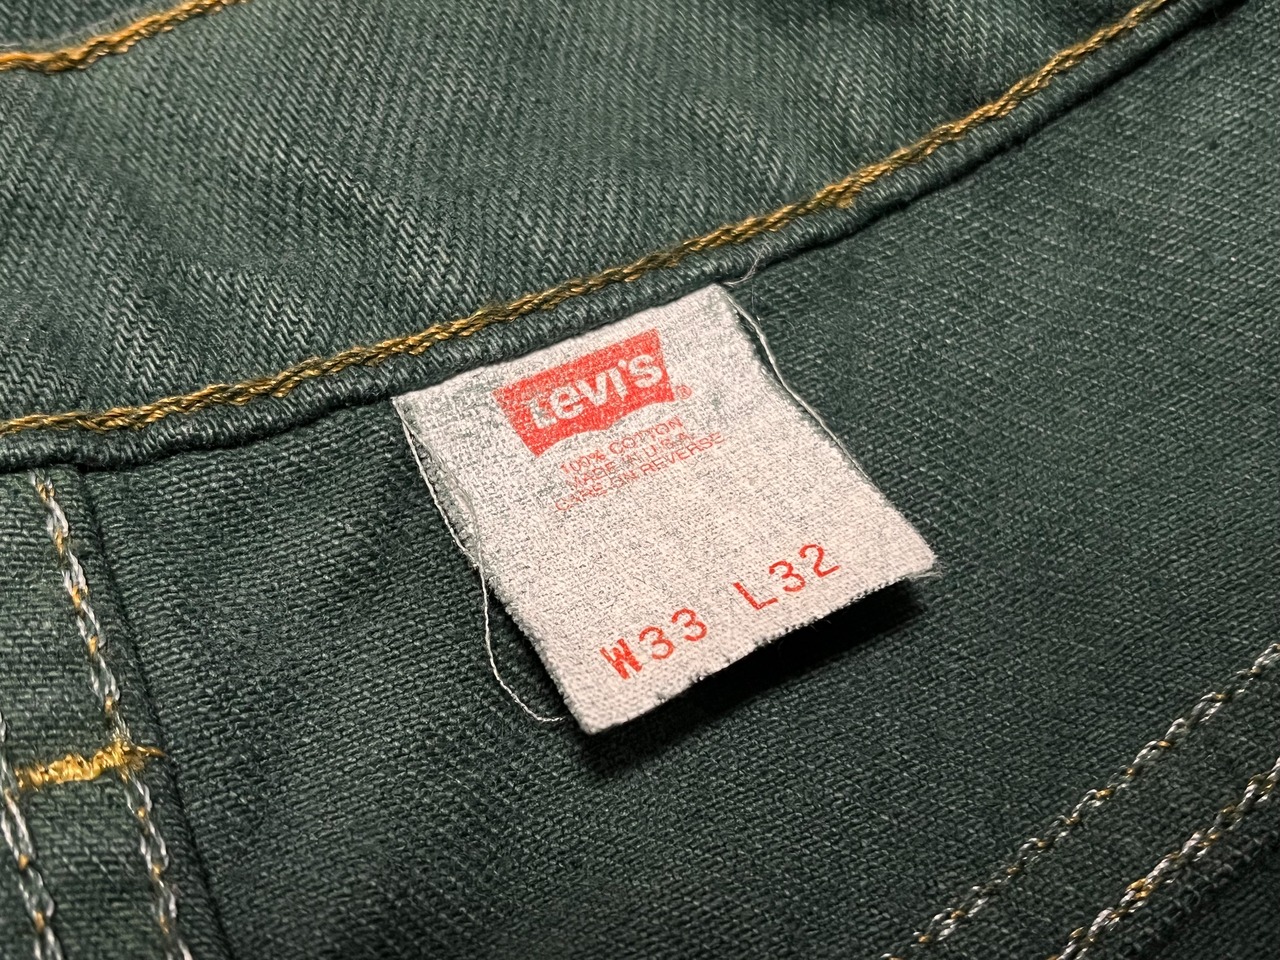 Levi's®
100% COTTON
MADE IN U.S.A.
CARE ON REVERSE
W33 L32